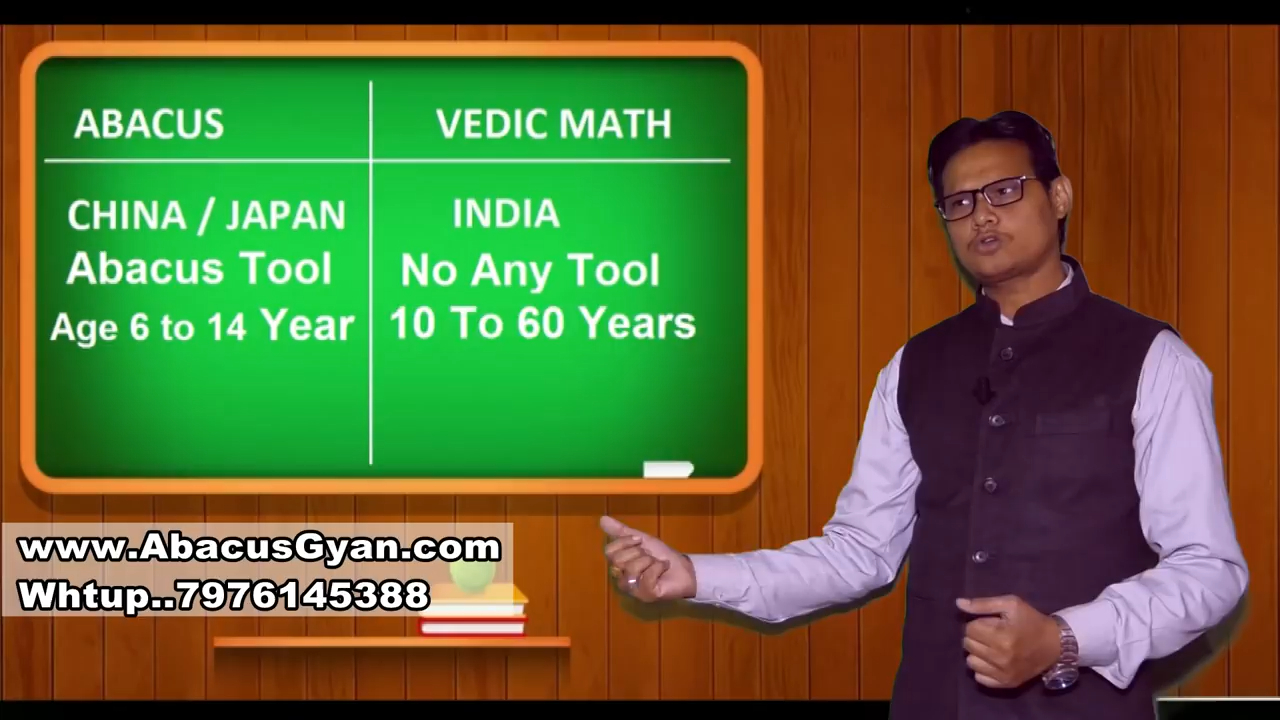 ABACUS
VEDIC MATH
CHINA / JAPAN
INDIA
Abacus Tool
No Any Tool
Age 6 to 14 Year
10 To 60 Years
www.AbacusGyan.com
Whtup..7976145388